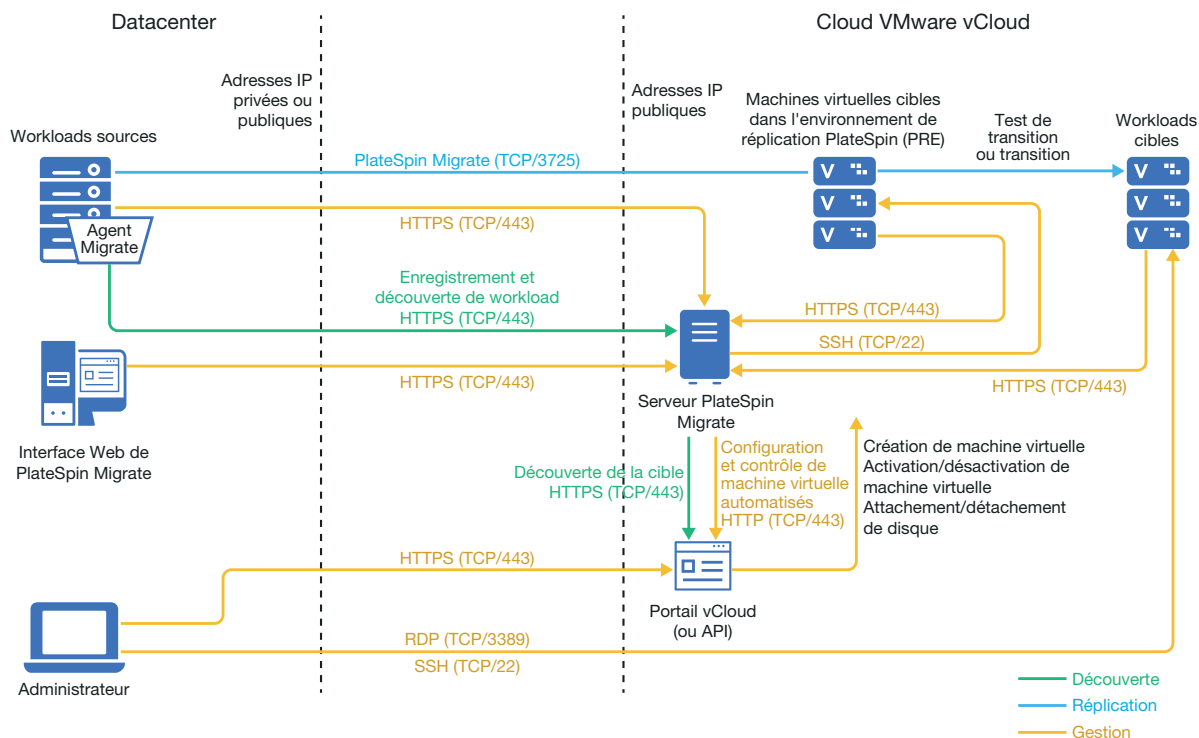 Datacenter
Cloud VMware vCloud
Adresses IP
privées ou
publiques
Adresses IP
publiques
Machines virtuelles cibles
dans l'environnement de
réplication PlateSpin (PRE)
Test de
transition
ou transition
Workloads
cibles
Workloads sources
PlateSpin Migrate (TCP/3725)
V
V
V
V
V
V
HTTPS (TCP/443)
Agent
Migrate
Enregistrement et
découverte de workload
HTTPS (TCP/443)
HTTPS (TCP/443)
SSH (TCP/22)
HTTPS (TCP/443)
HTTPS (TCP/443)
Serveur PlateSpin
Migrate
Interface Web de
PlateSpin Migrate
Découverte de la cible
HTTPS (TCP/443)
Configuration
et contrôle de
machine virtuelle
automatisés
HTTP (TCP/443)
Création de machine virtuelle
Activation/désactivation de
machine virtuelle
Attachement/détachement
de disque
HTTPS (TCP/443)
Portail vCloud
(ou API)
RDP (TCP/3389)
SSH (TCP/22)
Administrateur
Découverte
Réplication
Gestion